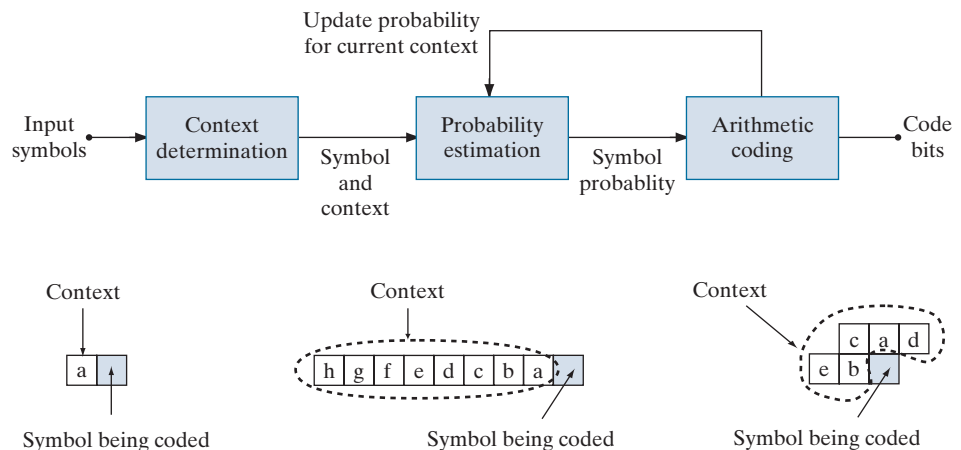 Update probability
for current context
Input
symbols
Context
determination
Symbol
and
context
Probability
estimation
Symbol
probablity
Arithmetic
coding
Code
bits
Context
a
Symbol being coded
Context
h g f e d c b a
Symbol being coded
Context
c a d
e b
Symbol being coded